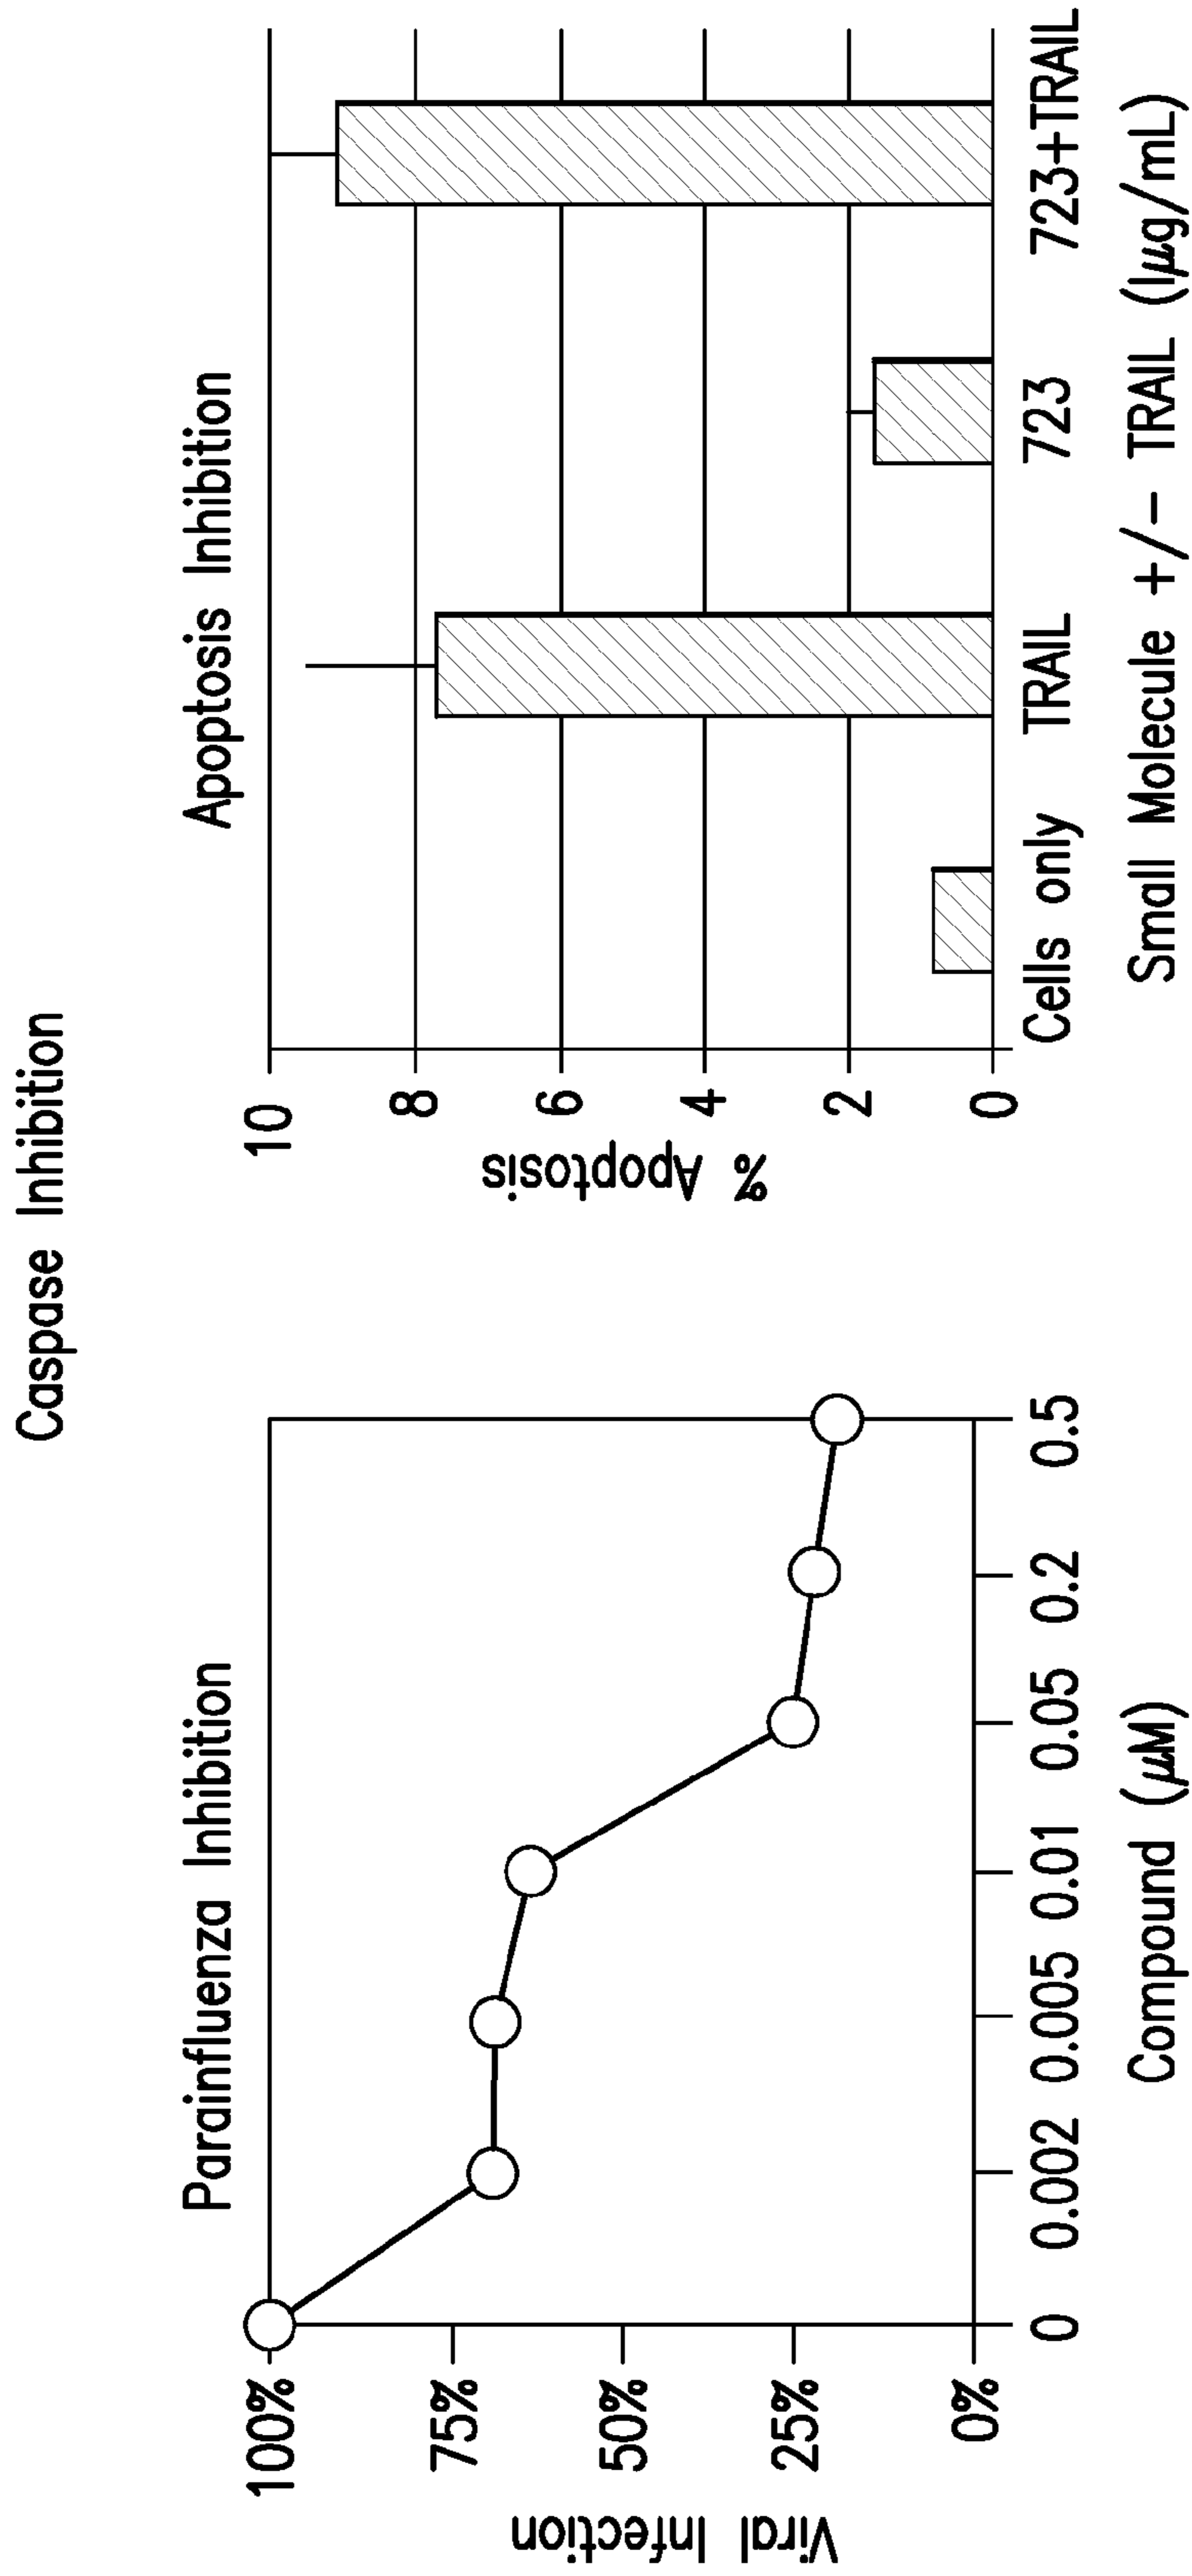 Caspase Inhibition
Parainfluenza Inhibition
Viral Infection
100%
75%
50%
25%
0%
0 0.002 0.005 0.01 0.05 0.2 0.5
Compound (μM)
Apoptosis Inhibition
% Apoptosis
10
8
6
4
2
0
Cells only TRAIL 723 723+TRAIL
Small Molecule +/− TRAIL (1μg/mL)